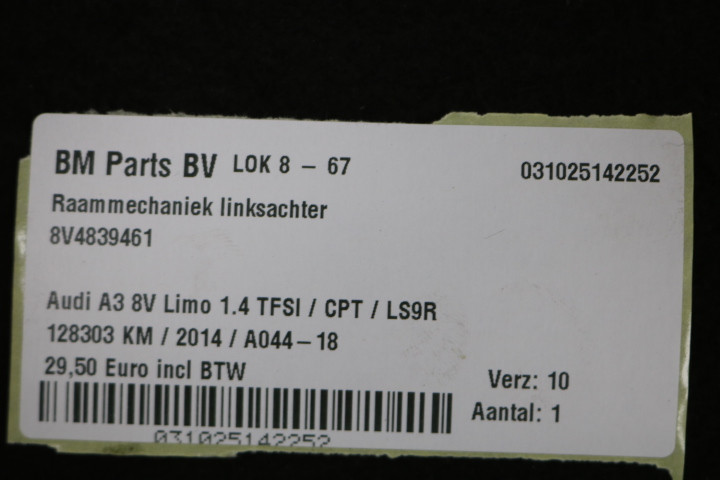 BM Parts BV LOK 8 - 67
031025142252
Raammechaniek linksachter
8V4839461
Audi A3 8V Limo 1.4 TFSI / CPT / LS9R
128303 KM / 2014 / A044-18
29,50 Euro incl BTW
Verz: 10
Aantal: 1
031025142252